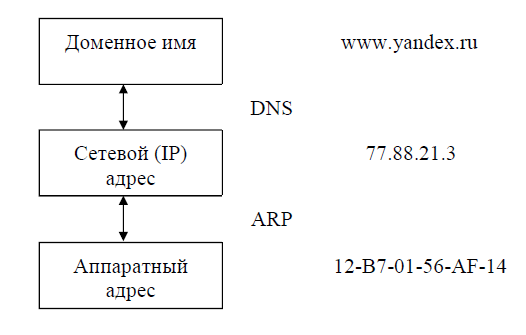 Доменное имя
www.yandex.ru
DNS
Сетевой (IP)
адрес
77.88.21.3
ARP
Аппаратный
адрес
12-B7-01-56-AF-14